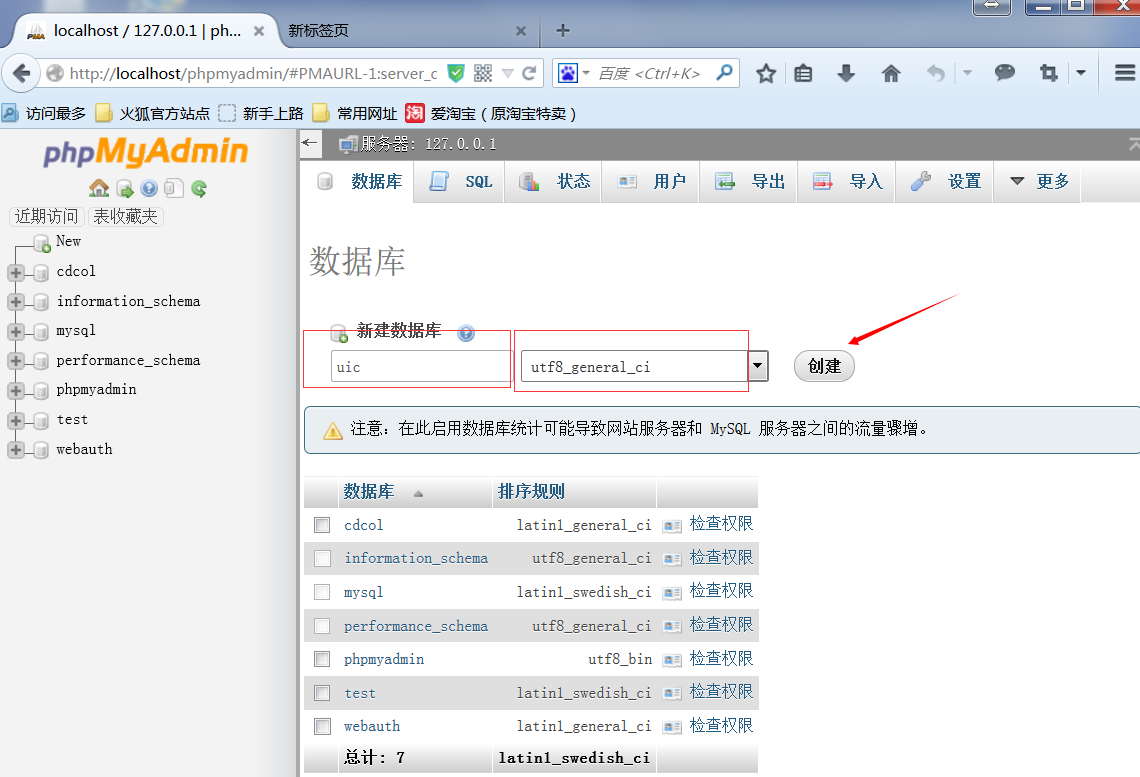 localhost / 127.0.0.1 | ph...
新标签页
http://localhost/phpmyadmin/#PMAURL-1:server_c
百度 <Ctrl+K>
访问最多
火狐官方站点
新手上路
常用网址
淘
爱淘宝（原淘宝特卖）
phpMyAdmin
近期访问
表收藏夹
New
cdcol
information_schema
mysql
performance_schema
phpmyadmin
test
webauth
服务器: 127.0.0.1
数据库
SQL
状态
用户
导出
导入
设置
更多
数据库
新建数据库
uic
utf8_general_ci
创建
注意：在此启用数据库统计可能导致网站服务器和 MySQL 服务器之间的流量骤增。
数据库 排序规则
cdcol latin1_general_ci 检查权限
information_schema utf8_general_ci 检查权限
mysql latin1_swedish_ci 检查权限
performance_schema utf8_general_ci 检查权限
phpmyadmin utf8_bin 检查权限
test latin1_swedish_ci 检查权限
webauth latin1_general_ci 检查权限
总计: 7 latin1_swedish_ci